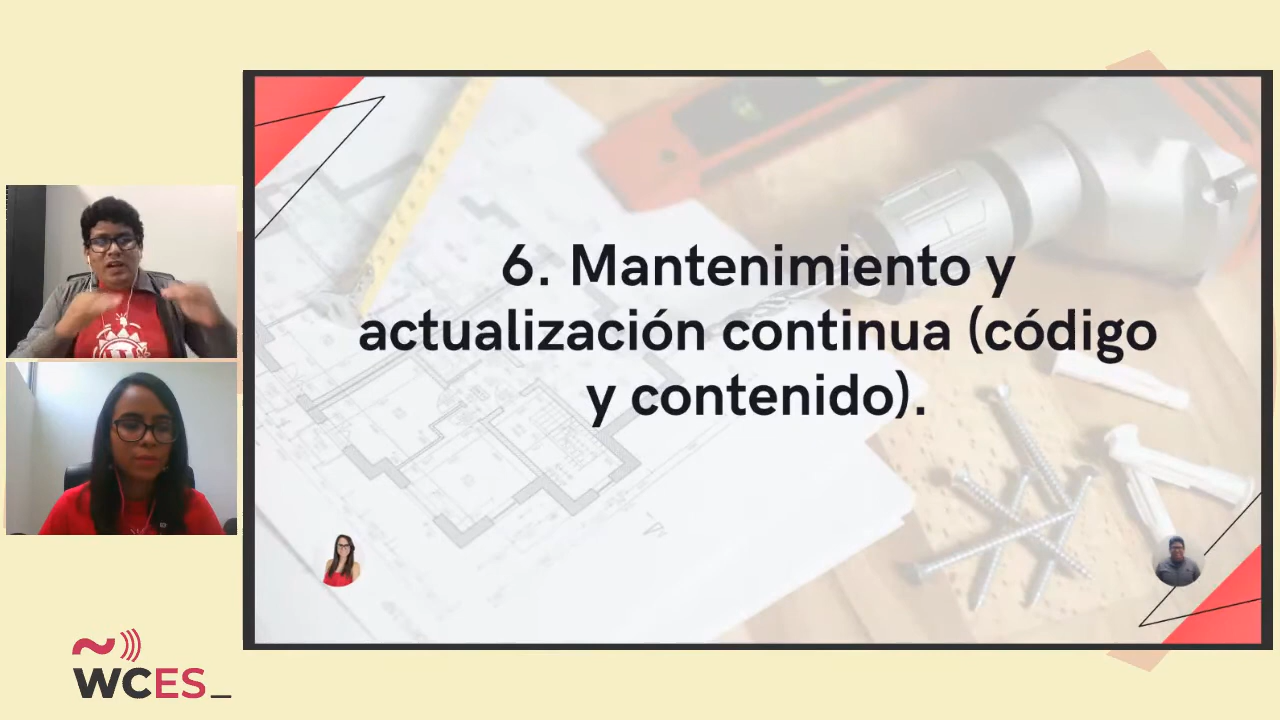 6. Mantenimiento y
actualización continua (código
y contenido).
WCES_